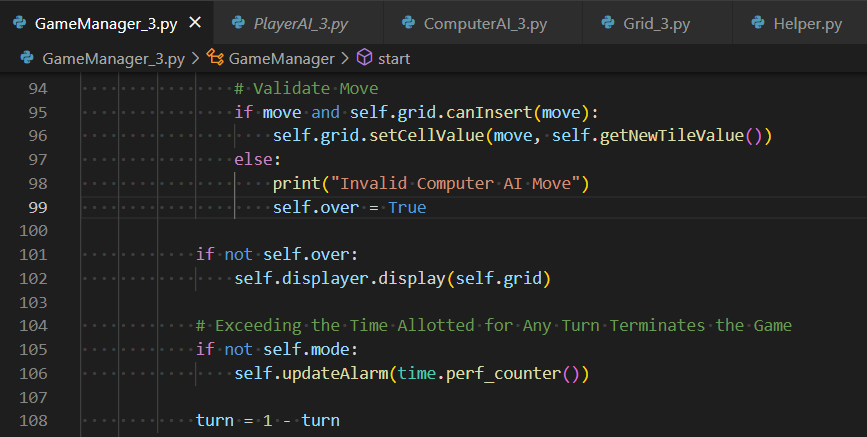 GameManager_3.py × PlayerAI_3.py ComputerAI_3.py Grid_3.py Helper.py
GameManager_3.py > GameManager > start
94 # Validate Move
95 if move and self.grid.canInsert(move):
96 self.grid.setCellValue(move, self.getNewTileValue())
97 else:
98 print("Invalid Computer AI Move")
99 self.over = True
100
101 if not self.over:
102 self.displayer.display(self.grid)
103
104 # Exceeding the Time Allotted for Any Turn Terminates the Game
105 if not self.mode:
106 self.updateAlarm(time.perf_counter())
107
108 turn = 1 - turn